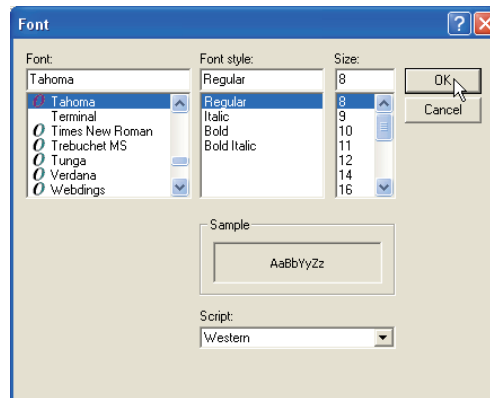 Font
Font:
Tahoma
Tahoma
Terminal
Times New Roman
Trebuchet MS
Tunga
Verdana
Webdings
Font style:
Regular
Regular
Italic
Bold
Bold Italic
Size:
8
8
9
10
11
12
14
16
OK
Cancel
Sample
AaBbYyZz
Script:
Western